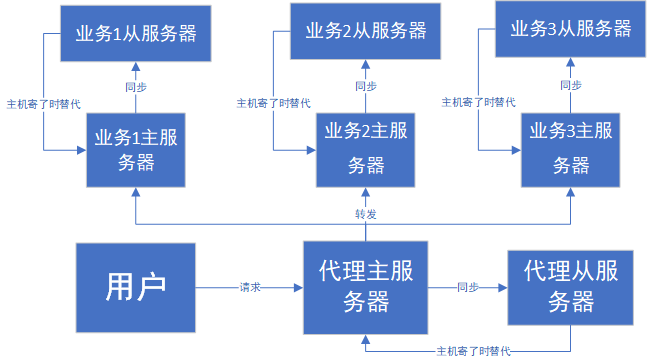 业务1从服务器
业务2从服务器
业务3从服务器
同步
同步
同步
主机寄了时替代
主机寄了时替代
主机寄了时替代
业务1主服
务器
业务2主服
务器
业务3主服
务器
转发
用户
请求
代理主服
务器
同步
代理从服
务器
主机寄了时替代